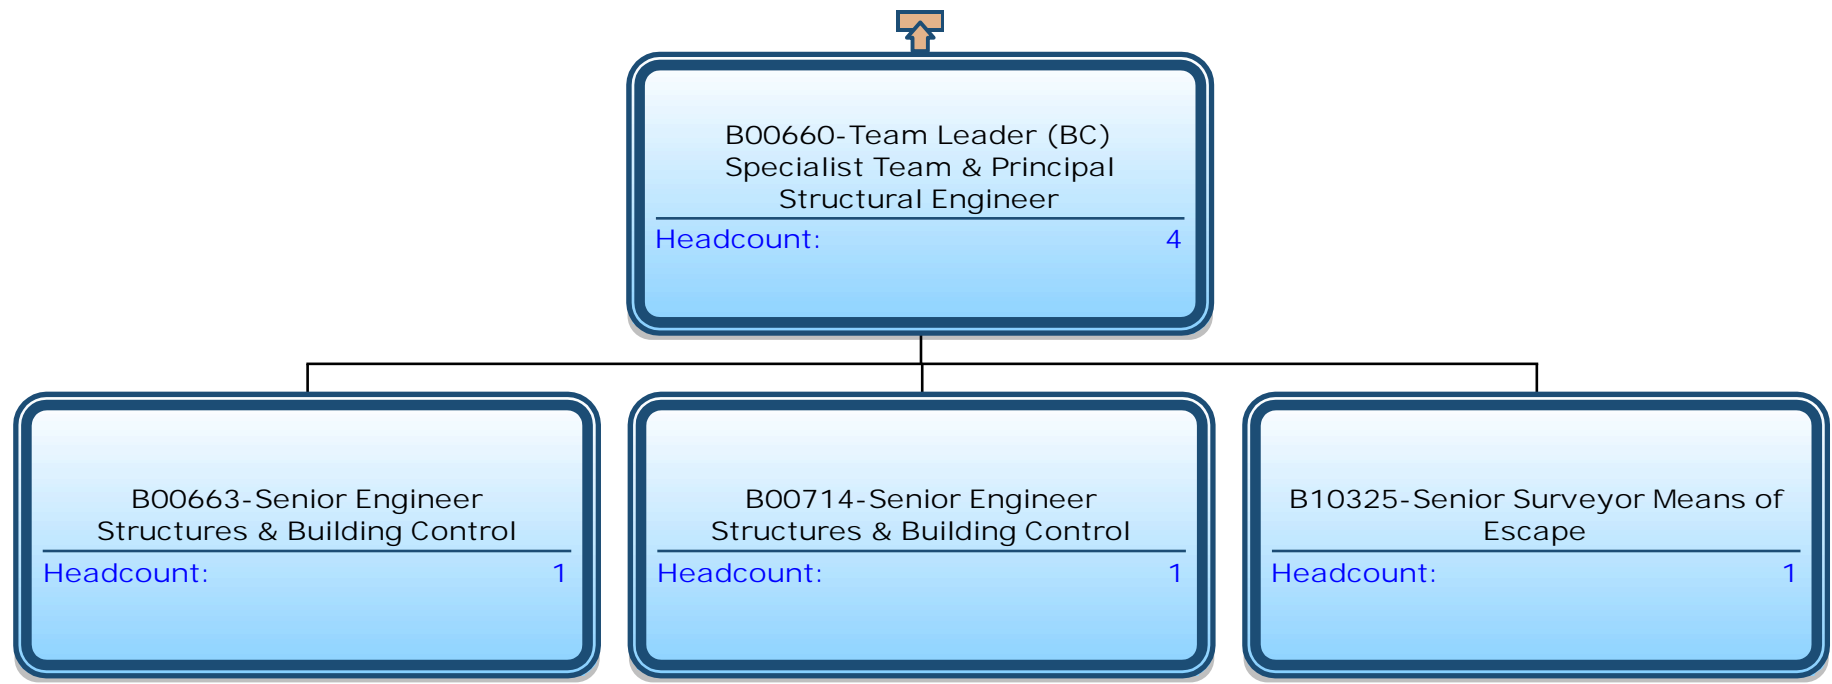 B00660-Team Leader (BC)
Specialist Team & Principal
Structural Engineer
Headcount: 4
B00663-Senior Engineer
Structures & Building Control
Headcount: 1
B00714-Senior Engineer
Structures & Building Control
Headcount: 1
B10325-Senior Surveyor Means of
Escape
Headcount: 1